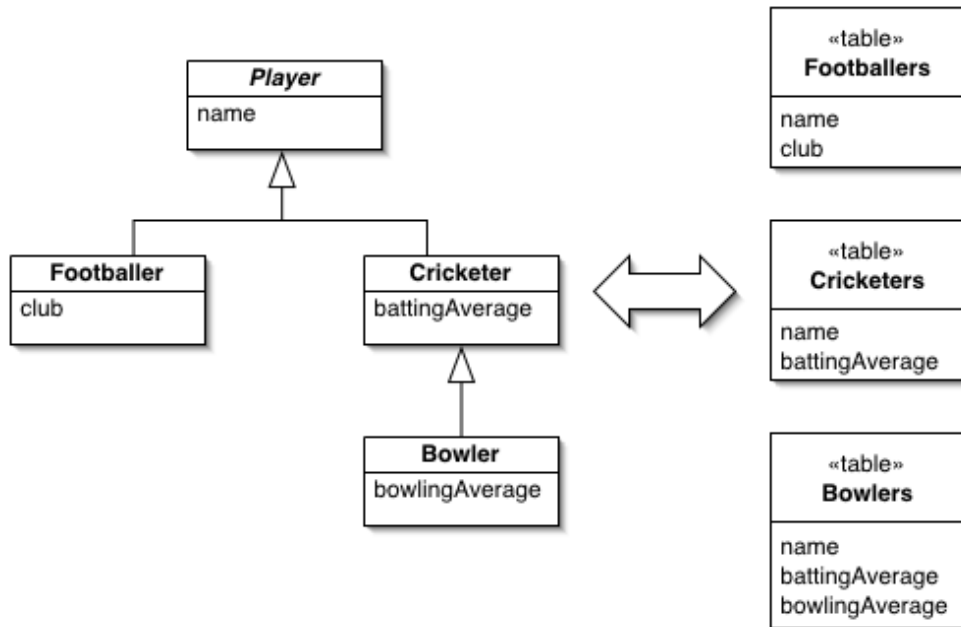 Player
name
Footballer
club
Cricketer
battingAverage
Bowler
bowlingAverage
«table»
Footballers
name
club
«table»
Cricketers
name
battingAverage
«table»
Bowlers
name
battingAverage
bowlingAverage